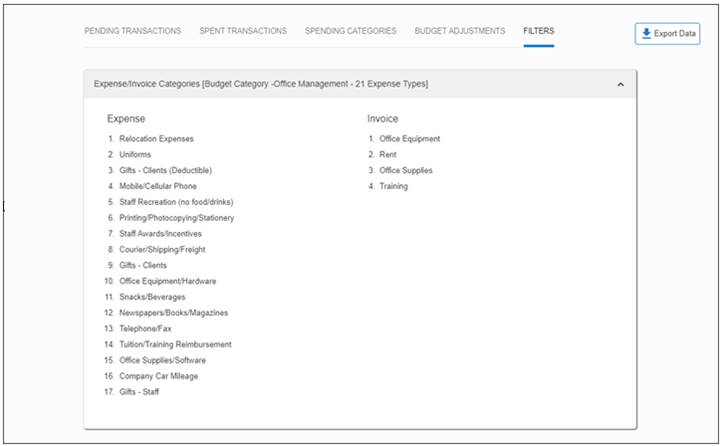 PENDING TRANSACTIONS SPENT TRANSACTIONS SPENDING CATEGORIES BUDGET ADJUSTMENTS FILTERS Export Data
Expense/Invoice Categories [Budget Category -Office Management - 21 Expense Types]
Expense
1. Relocation Expenses
2. Uniforms
3. Gifts - Clients (Deductible)
4. Mobile/Cellular Phone
5. Staff Recreation (no food/drinks)
6. Printing/Photocopying/Stationery
7. Staff Awards/Incentives
8. Courier/Shipping/Freight
9. Gifts - Clients
10. Office Equipment/Hardware
11. Snacks/Beverages
12. Newspapers/Books/Magazines
13. Telephone/Fax
14. Tuition/Training Reimbursement
15. Office Supplies/Software
16. Company Car Mileage
17. Gifts - Staff
Invoice
1. Office Equipment
2. Rent
3. Office Supplies
4. Training